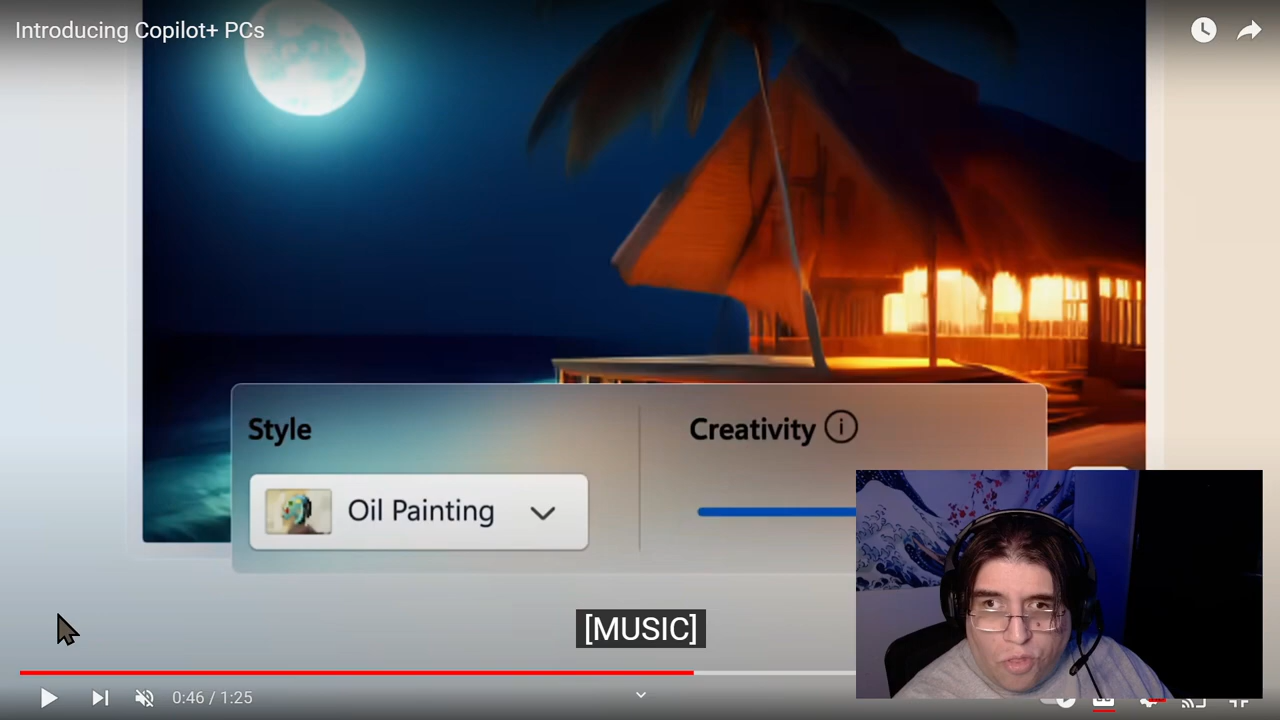 Introducing Copilot+ PCs
Style
Creativity
Oil Painting
[MUSIC]
0:46 / 1:25